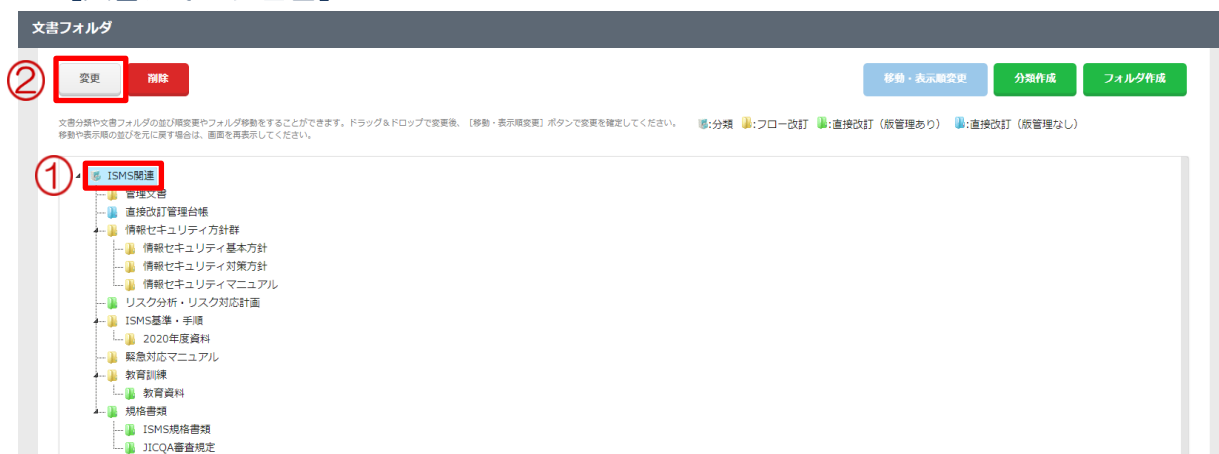 文書フォルダ
② 変更 削除 移動・表示順変更 分類作成 フォルダ作成
文書分類や文書フォルダの並び順変更やフォルダ移動をすることができます。ドラッグ&ドロップで変更後、[移動・表示順変更] ボタンで変更を確定してください。
移動や表示順の並びを元に戻す場合は、画面を再表示してください。
:分類 :フロー改訂 :直接改訂（版管理あり） :直接改訂（版管理なし）
① ISMS関連
管理文書
直接改訂管理台帳
情報セキュリティ方針群
情報セキュリティ基本方針
情報セキュリティ対策方針
情報セキュリティマニュアル
リスク分析・リスク対応計画
ISMS基準・手順
2020年度資料
緊急対応マニュアル
教育訓練
教育資料
規格書類
ISMS規格書類
JICQA審査規定